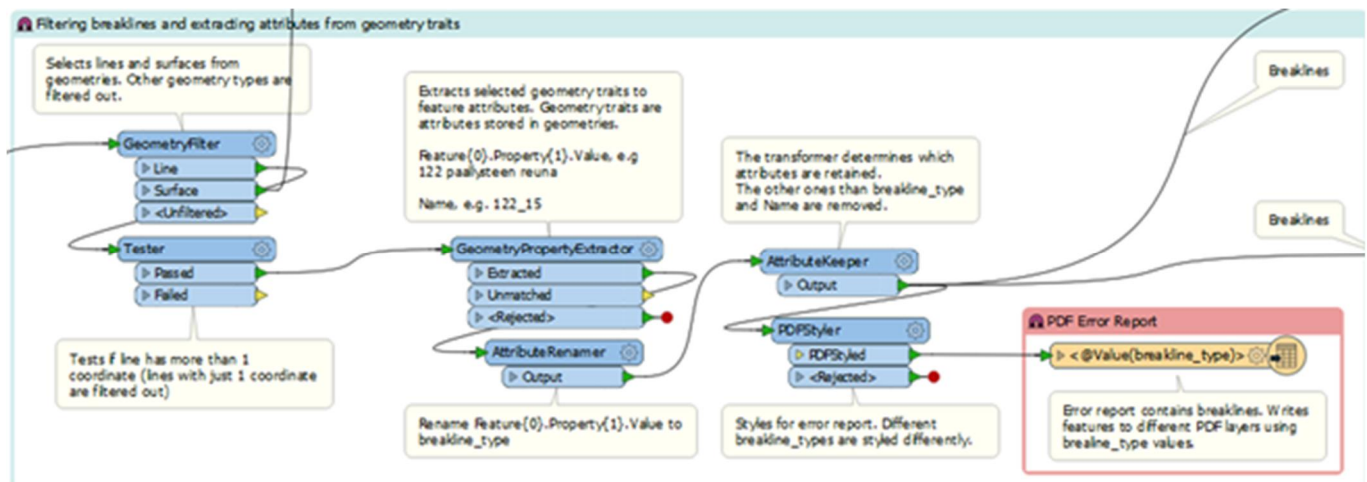 Filtering breaklines and extracting attributes from geometry traits
Selects lines and surfaces from
geometries. Other geometry types are
filtered out.
GeometryFilter
Line
Surface
<Unfiltered>
Tester
Passed
Failed
Tests if line has more than 1
coordinate (lines with just 1 coordinate
are filtered out)
Extracts selected geometry traits to
feature attributes. Geometry traits are
attributes stored in geometries.
Feature{0}.Property{1}.Value, e.g
122 paallysteen reuna
Name, e.g. 122_15
GeometryPropertyExtractor
Extracted
Unmatched
<Rejected>
AttributeRenamer
Output
Rename Feature{0}.Property{1}.Value to
breakline_type
The transformer determines which
attributes are retained.
The other ones than breakline_type
and Name are removed.
AttributeKeeper
Output
PDFStyler
PDFStyled
<Rejected>
Styles for error report. Different
breakline_types are styled differently.
Breaklines
Breaklines
PDF Error Report
<@Value(breakline_type)>
Error report contains breaklines. Writes
features to different PDF layers using
brealne_type values.